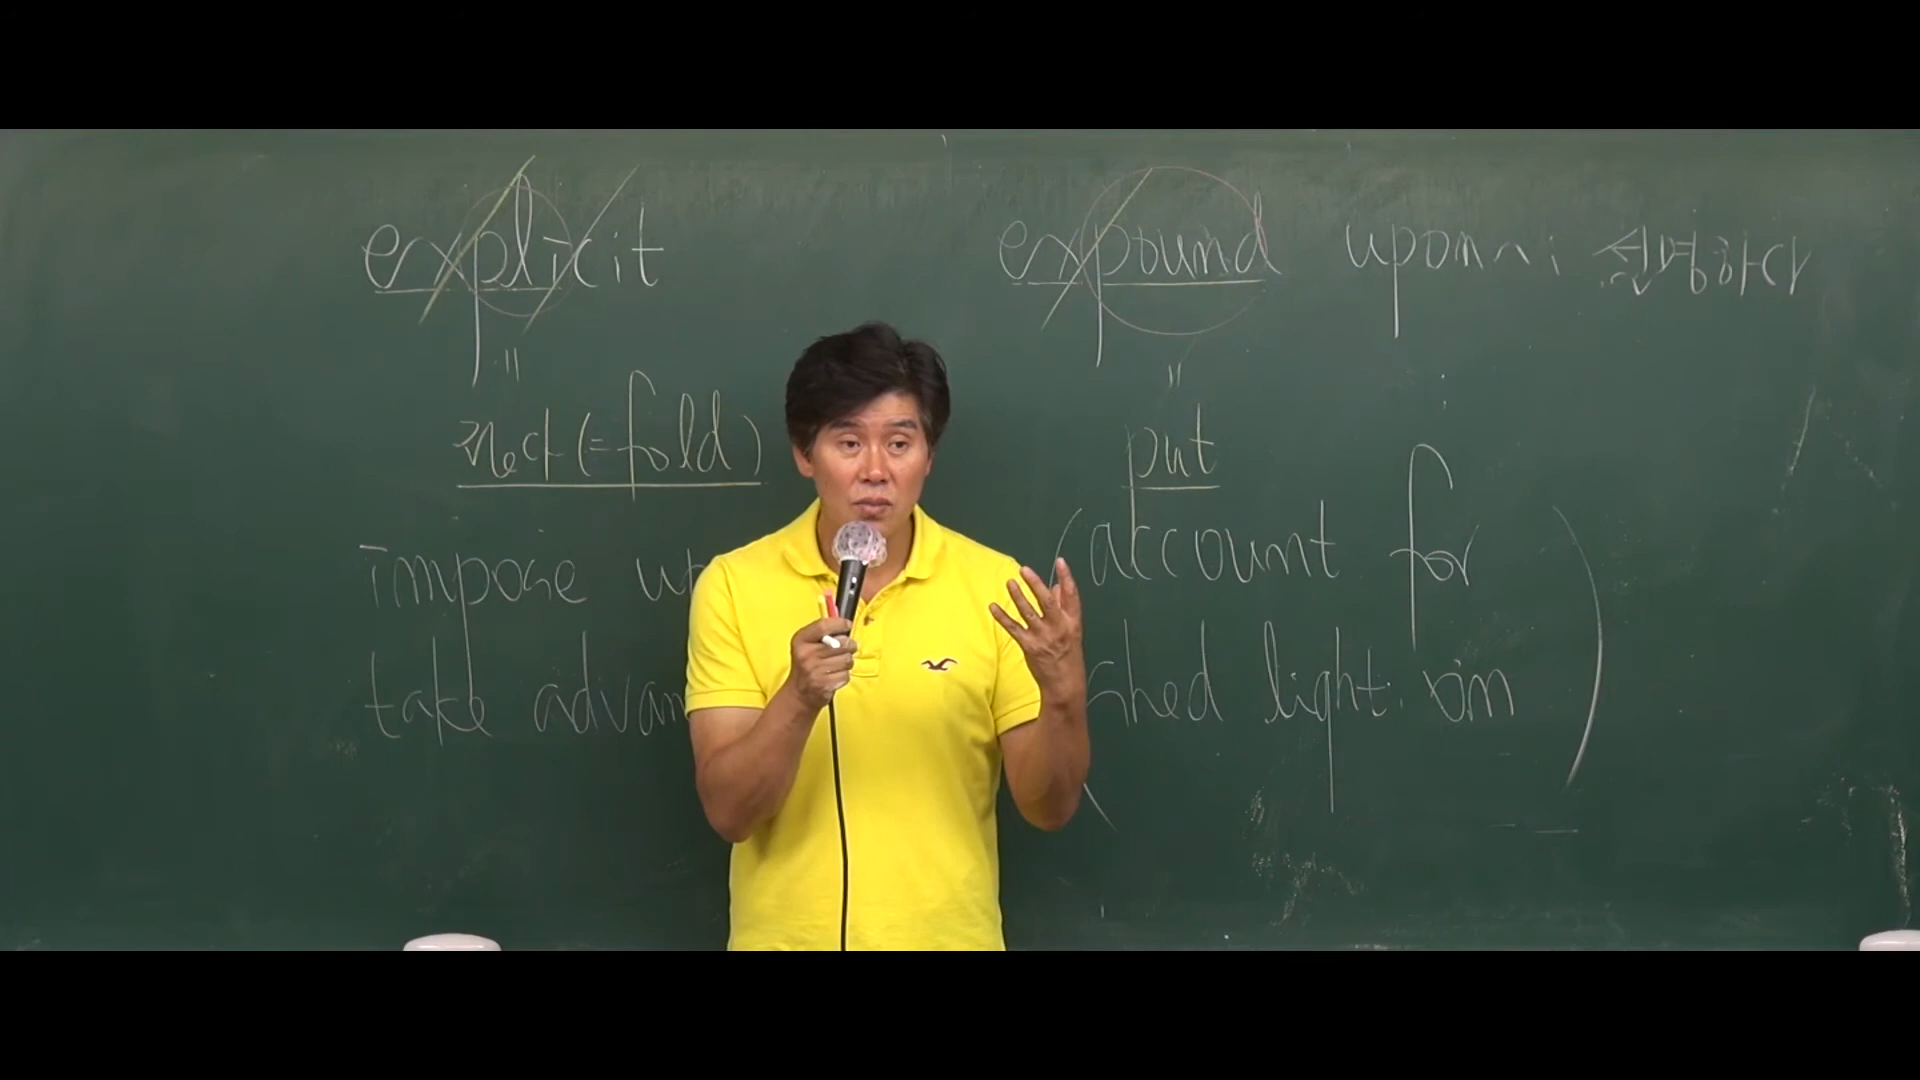 explicit
expound upon ~ : 설명하다
=
접다 (=fold)
=
put
impose up
(account for
take advan
shed light on)